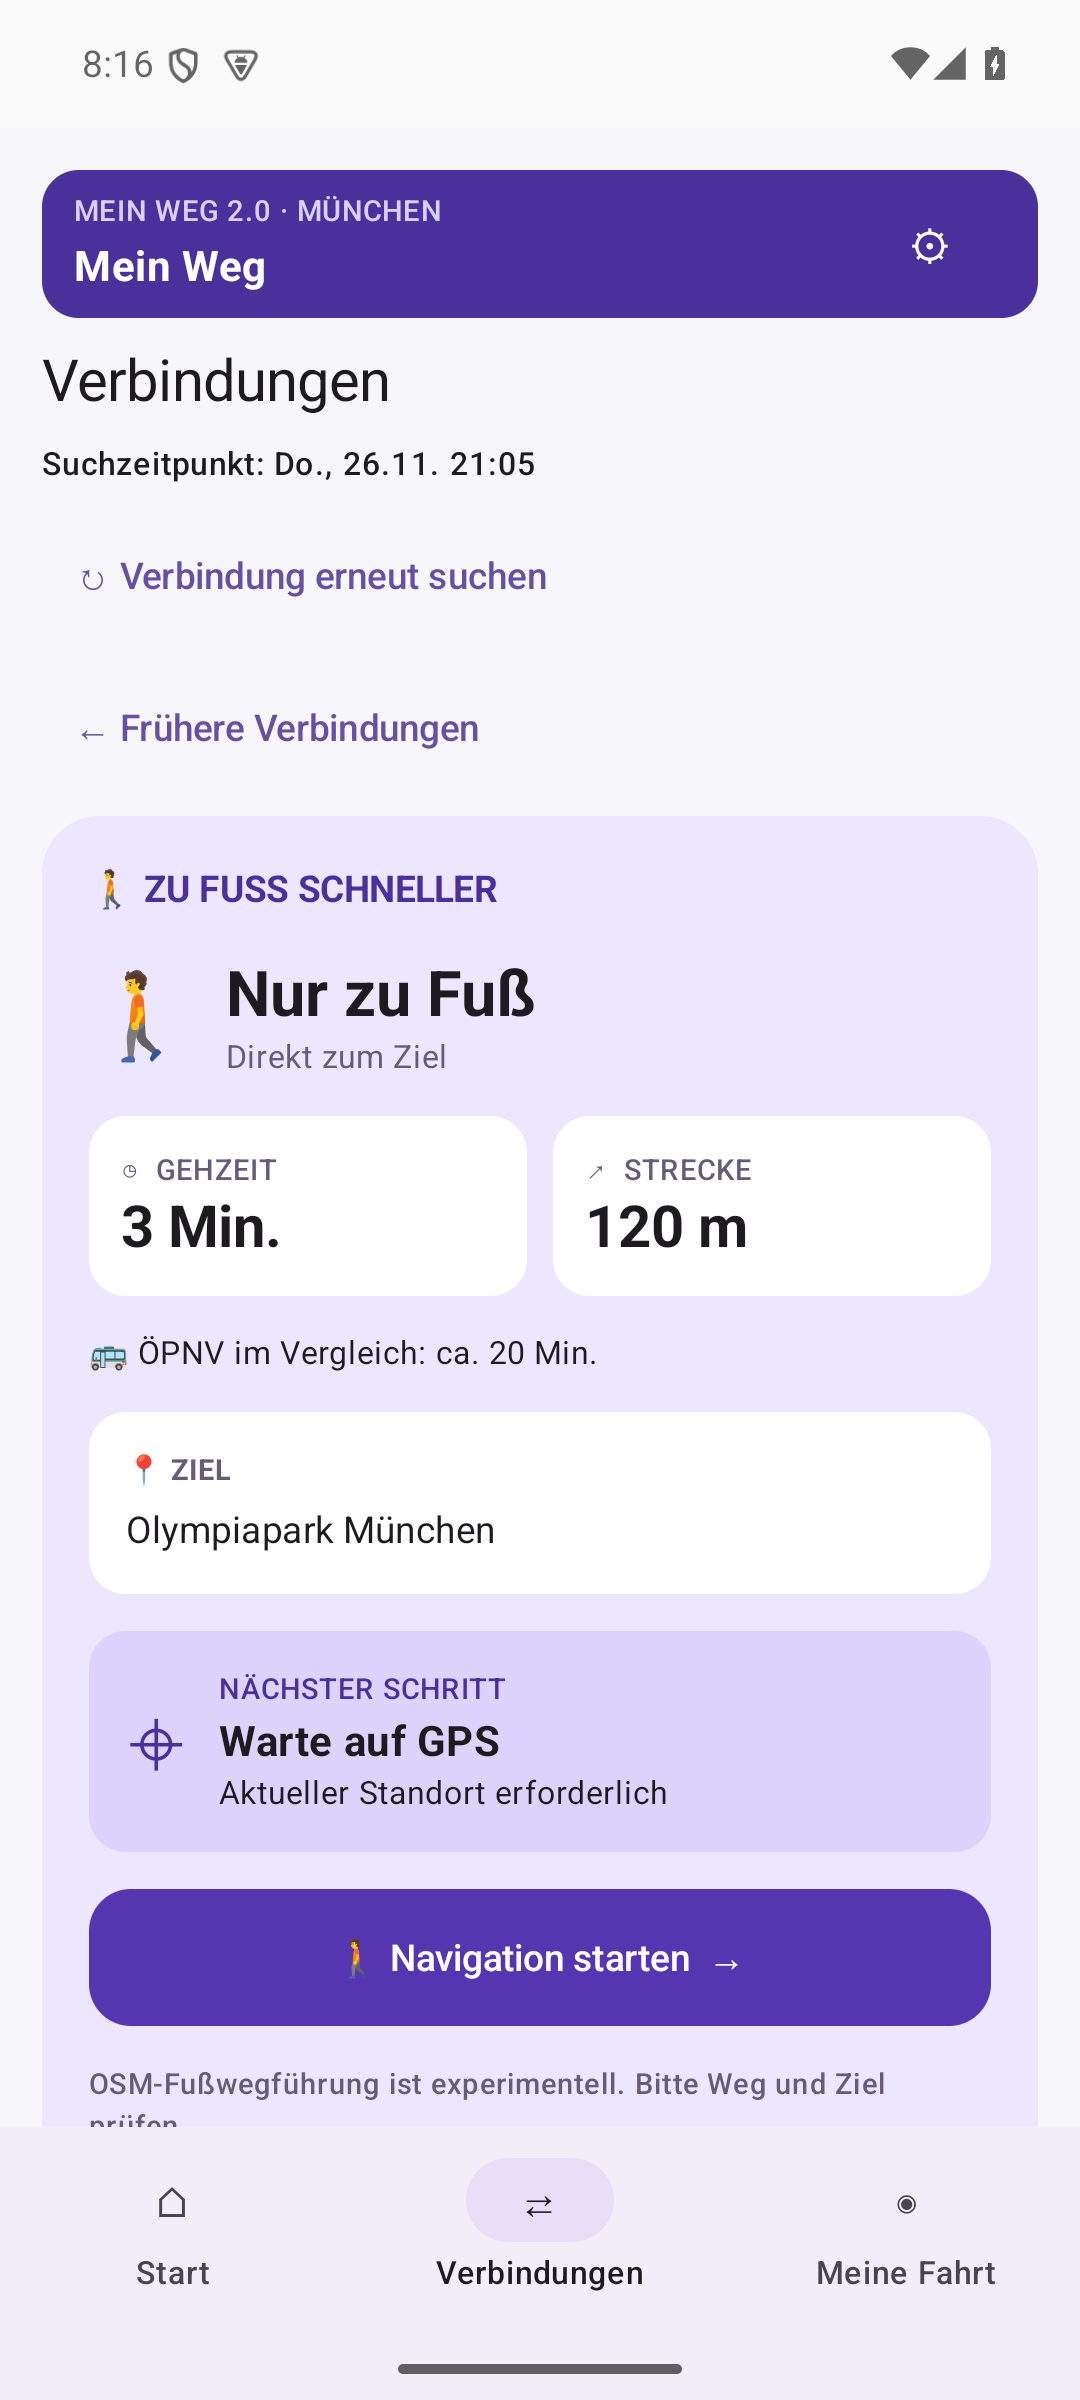 8:16
MEIN WEG 2.0 · MÜNCHEN
Mein Weg
Verbindungen
Suchzeitpunkt: Do., 26.11. 21:05
↻ Verbindung erneut suchen
← Frühere Verbindungen
🚶 ZU FUSS SCHNELLER
Nur zu Fuß
Direkt zum Ziel
GEHZEIT
3 Min.
↗ STRECKE
120 m
🚌 ÖPNV im Vergleich: ca. 20 Min.
📍 ZIEL
Olympiapark München
NÄCHSTER SCHRITT
Warte auf GPS
Aktueller Standort erforderlich
🚶 Navigation starten →
OSM-Fußwegführung ist experimentell. Bitte Weg und Ziel
prüfen
Start
Verbindungen
Meine Fahrt